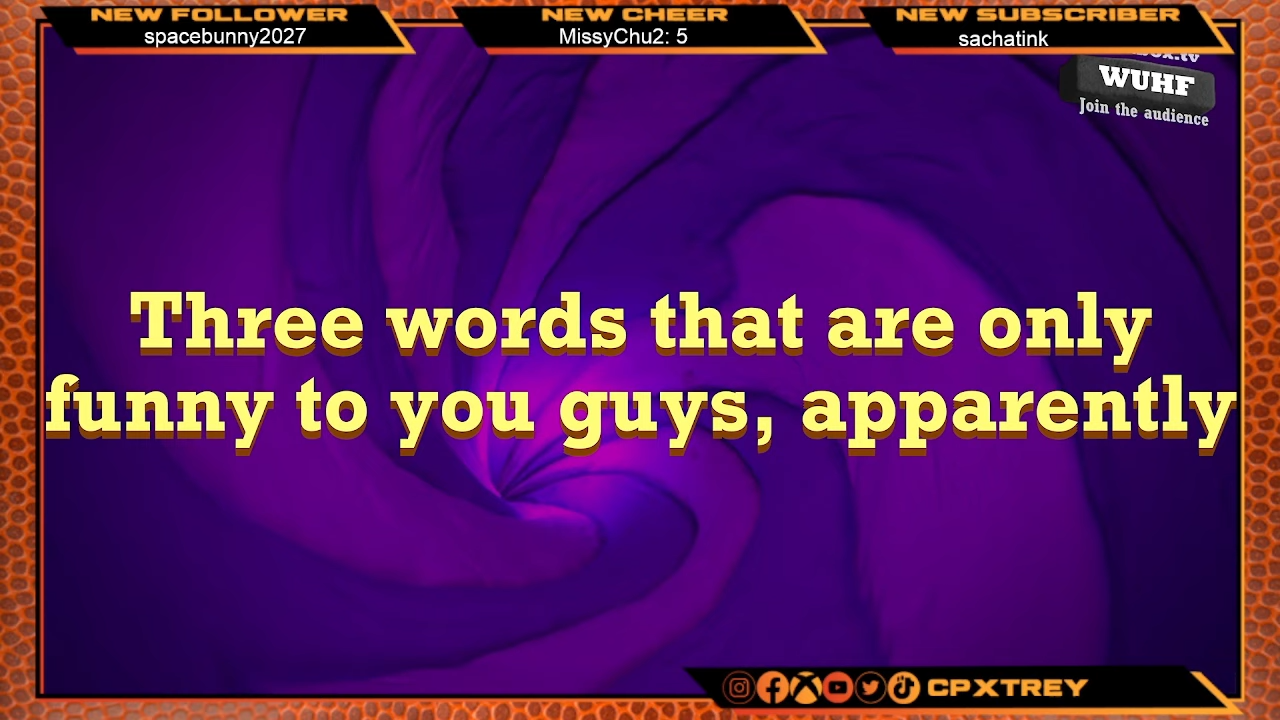 NEW FOLLOWER
spacebunny2027
NEW CHEER
MissyChu2: 5
NEW SUBSCRIBER
sachatink
WUHF
Join the audience
Three words that are only
funny to you guys, apparently
CPXTREY